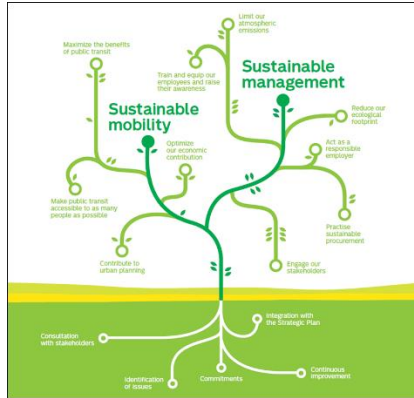 Limit our
atmospheric
emissions
Maximize the benefits
of public transit
Train and equip our
employees and raise
their awareness
Sustainable
management
Sustainable
mobility
Reduce our
ecological
footprint
Optimize
our economic
contribution
Act as a
responsible
employer
Make public transit
accessible to as many
people as possible
Practise
sustainable
procurement
Contribute to
urban planning
Engage our
stakeholders
Integration with
the Strategic Plan
Consultation
with stakeholders
Identification
of issues
Commitments
Continuous
improvement